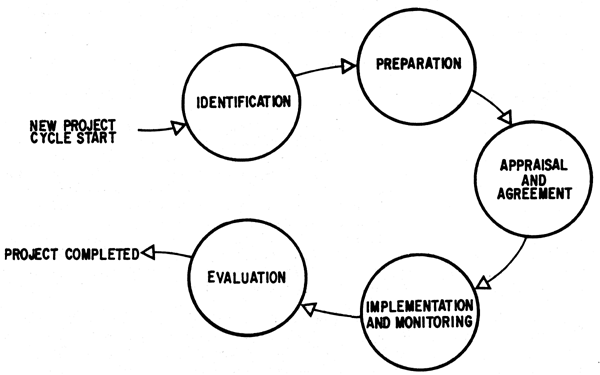 NEW PROJECT
CYCLE START
IDENTIFICATION
PREPARATION
APPRAISAL
AND
AGREEMENT
IMPLEMENTATION
AND MONITORING
EVALUATION
PROJECT COMPLETED